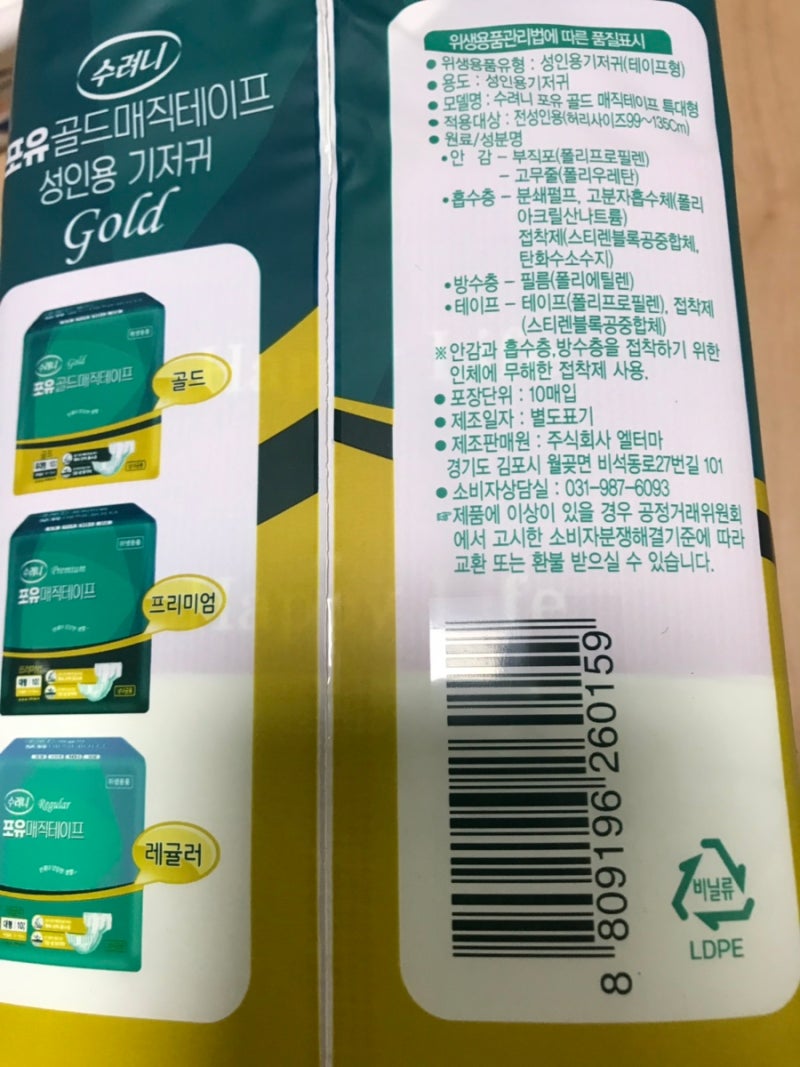 수려니
포유골드매직테이프
성인용 기저귀
Gold
수려니
Gold
포유골드매직테이프
골드
수려니
Premium
포유매직테이프
프리미엄
수려니
Regular
포유매직테이프
레귤러
위생용품관리법에 따른 품질표시
● 위생용품유형 : 성인용기저귀(테이프형)
● 용도 : 성인용기저귀
● 모델명 : 수려니 포유 골드 매직테이프 특대형
● 적용대상 : 전성인용(허리사이즈99~135Cm)
● 원료/성분명
•안 감 – 부직포(폴리프로필렌)
– 고무줄(폴리우레탄)
•흡수층 – 분쇄펄프, 고분자흡수체(폴리
아크릴산나트륨)
접착제(스티렌블록공중합체,
탄화수소수지)
•방수층 – 필름(폴리에틸렌)
•테이프 – 테이프(폴리프로필렌), 접착제
(스티렌블록공중합체)
※안감과 흡수층,방수층을 접착하기 위한
인체에 무해한 접착제 사용.
● 포장단위 : 10매입
● 제조일자 : 별도표기
● 제조판매원 : 주식회사 엘터마
경기도 김포시 월곶면 비석동로27번길 101
● 소비자상담실 : 031-987-6093
☞제품에 이상이 있을 경우 공정거래위원회
에서 고시한 소비자분쟁해결기준에 따라
교환 또는 환불 받으실 수 있습니다.
8 809196 260159
비닐류
LDPE